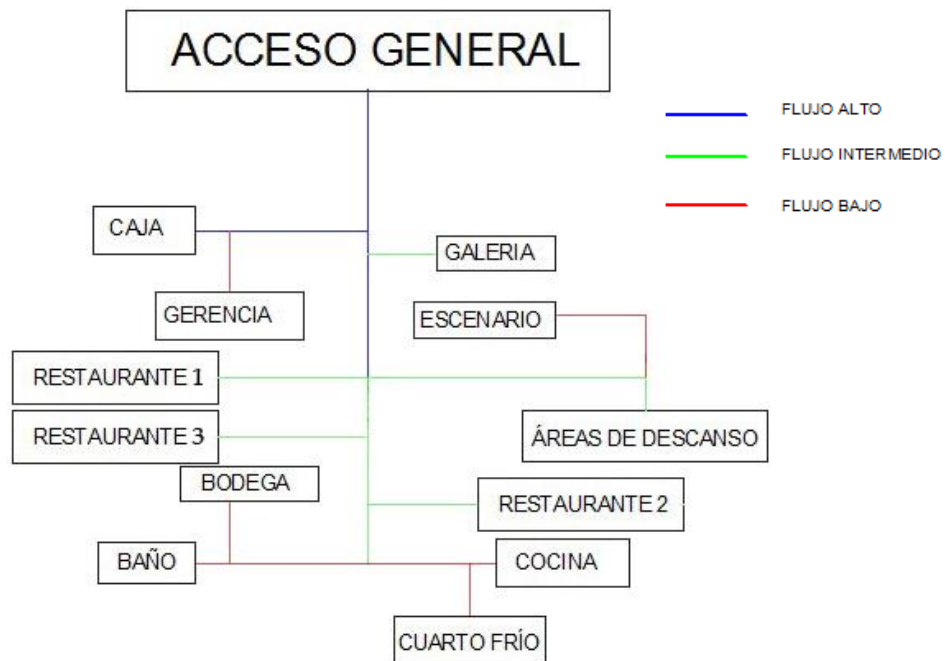 ACCESO GENERAL
FLUJO ALTO
FLUJO INTERMEDIO
FLUJO BAJO
CAJA
GALERIA
GERENCIA
ESCENARIO
RESTAURANTE 1
RESTAURANTE 3
ÁREAS DE DESCANSO
BODEGA
RESTAURANTE 2
BAÑO
COCINA
CUARTO FRÍO